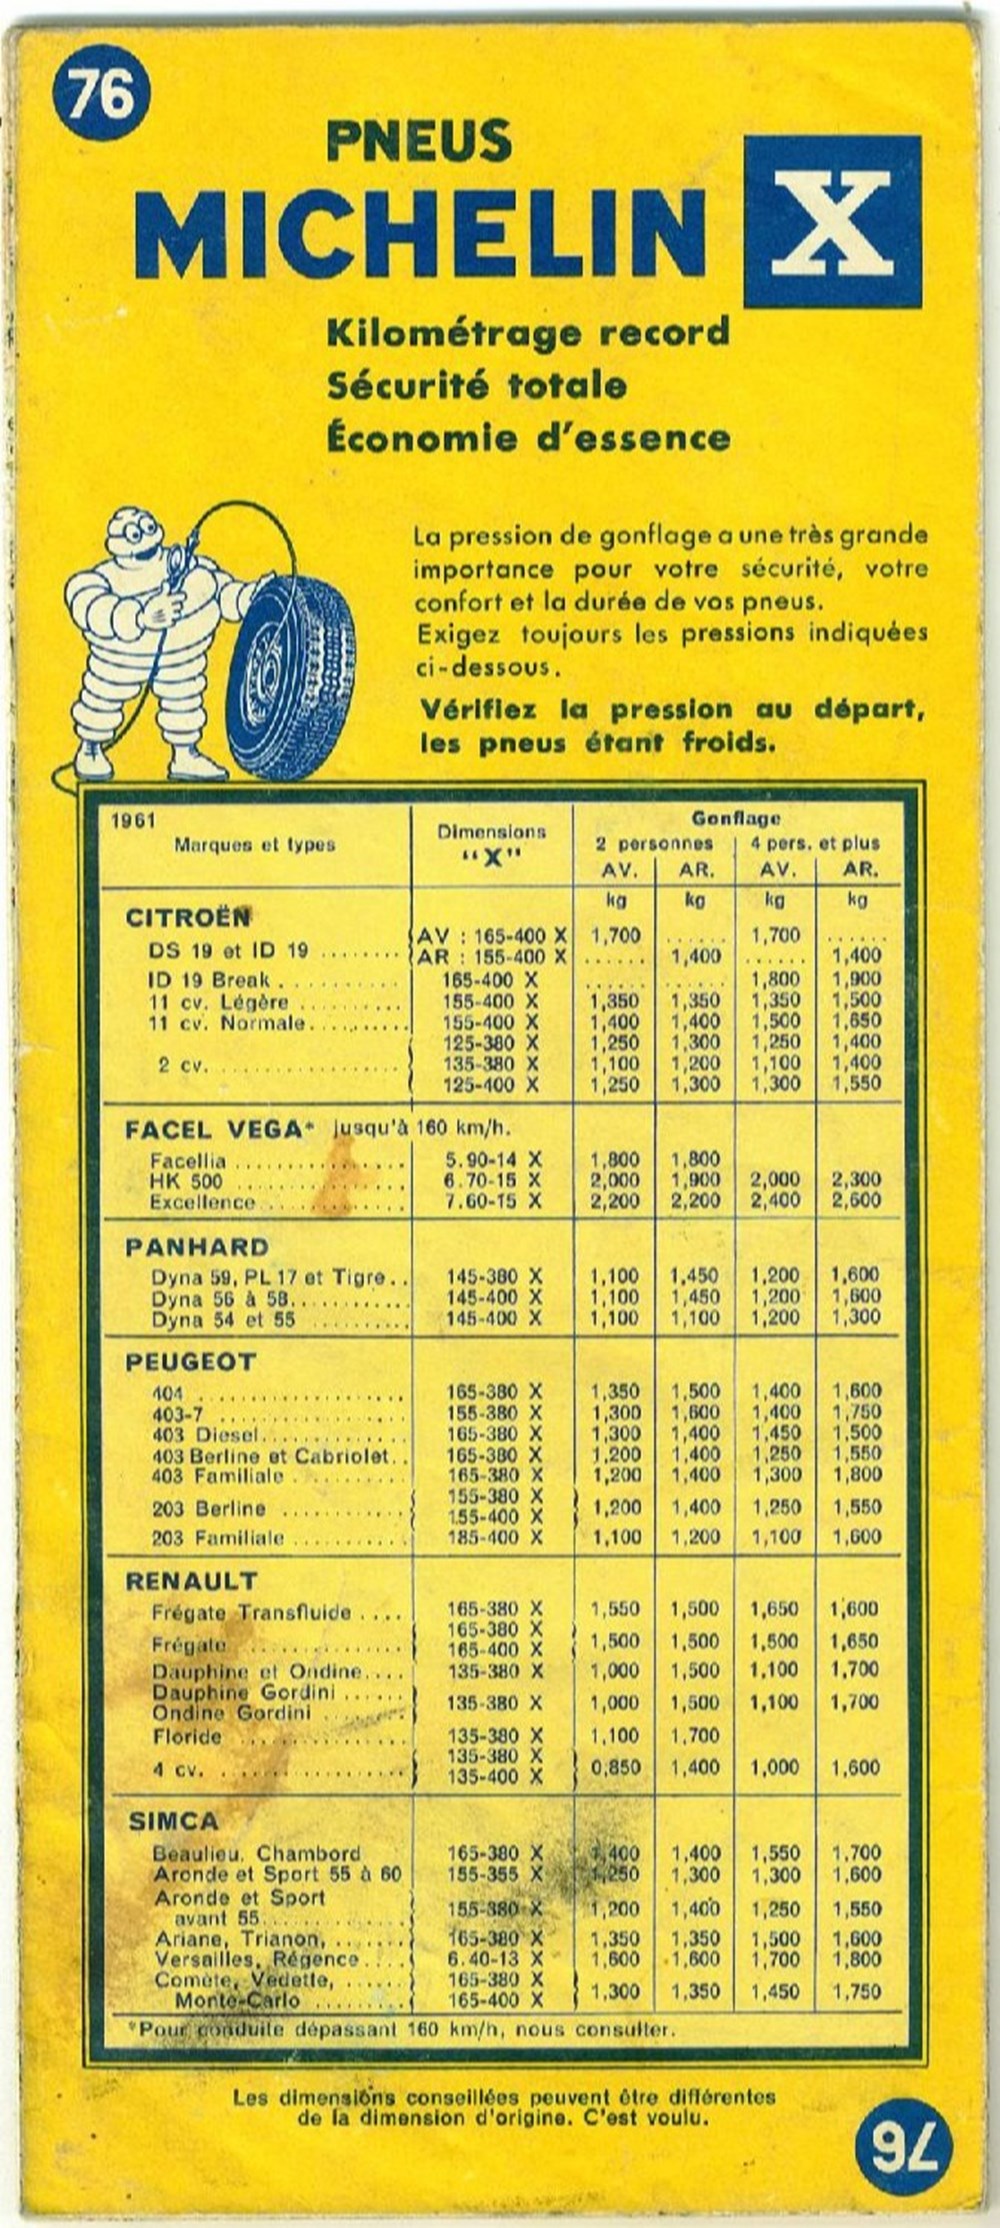 76
PNEUS
MICHELIN X
Kilométrage record
Sécurité totale
Économie d'essence
La pression de gonflage a une très grande
importance pour votre sécurité, votre
confort et la durée de vos pneus.
Exigez toujours les pressions indiquées
ci-dessous.
Vérifiez la pression au départ,
les pneus étant froids.
1961
Marques et types
Dimensions
"X"
Gonflage
2 personnes 4 pers. et plus
AV. AR. AV. AR.
kg kg kg kg
CITROËN
DS 19 et ID 19 ........ AV : 165-400 X 1,700 ...... 1,700 ......
AR : 155-400 X ...... 1,400 ...... 1,400
ID 19 Break ........... 165-400 X ...... ...... 1,800 1,900
11 cv. Légère .......... 155-400 X 1,350 1,350 1,350 1,500
11 cv. Normale.......... 155-400 X 1,400 1,400 1,500 1,650
125-380 X 1,250 1,300 1,250 1,400
2 cv................... 135-380 X 1,100 1,200 1,100 1,400
125-400 X 1,250 1,300 1,300 1,550
FACEL VEGA* jusqu'à 160 km/h.
Facellia ............... 5.90-14 X 1,800 1,800
HK 500 ............... 6.70-15 X 2,000 1,900 2,000 2,300
Excellence ............. 7.60-15 X 2,200 2,200 2,400 2,600
PANHARD
Dyna 59, PL 17 et Tigre.. 145-380 X 1,100 1,450 1,200 1,600
Dyna 56 à 58............ 145-400 X 1,100 1,450 1,200 1,600
Dyna 54 et 55 .......... 145-400 X 1,100 1,100 1,200 1,300
PEUGEOT
404 .................... 165-380 X 1,350 1,500 1,400 1,600
403-7 .................. 155-380 X 1,300 1,600 1,400 1,750
403 Diesel.............. 165-380 X 1,300 1,400 1,450 1,500
403 Berline et Cabriolet.. 165-380 X 1,200 1,400 1,250 1,550
403 Familiale ........... 165-380 X 1,200 1,400 1,300 1,800
155-380 X
203 Berline ............ 1,200 1,400 1,250 1,550
155-400 X
203 Familiale ........... 185-400 X 1,100 1,200 1,100 1,600
RENAULT
Frégate Transfluide .... 165-380 X 1,550 1,500 1,650 1,600
165-380 X
Frégate ............... 1,500 1,500 1,500 1,650
165-400 X
Dauphine et Ondine.... 135-380 X 1,000 1,500 1,100 1,700
Dauphine Gordini ......
Ondine Gordini ........ 135-380 X 1,000 1,500 1,100 1,700
Floride ............... 135-380 X 1,100 1,700
135-380 X
4 cv. ................. 0,850 1,400 1,000 1,600
135-400 X
SIMCA
Beaulieu, Chambord 165-380 X 1,400 1,400 1,550 1,700
Aronde et Sport 55 à 60 155-355 X 1,250 1,300 1,300 1,600
Aronde et Sport
avant 55.............. 155-380 X 1,200 1,400 1,250 1,550
Ariane, Trianon, ....... 165-380 X 1,350 1,350 1,500 1,600
Versailles, Régence.... 6.40-13 X 1,600 1,600 1,700 1,800
Comète, Vedette, ...... 165-380 X
Monte-Carlo ......... 165-400 X 1,300 1,350 1,450 1,750
*Pour conduite dépassant 160 km/h, nous consulter.
Les dimensions conseillées peuvent être différentes
de la dimension d'origine. C'est voulu.
76